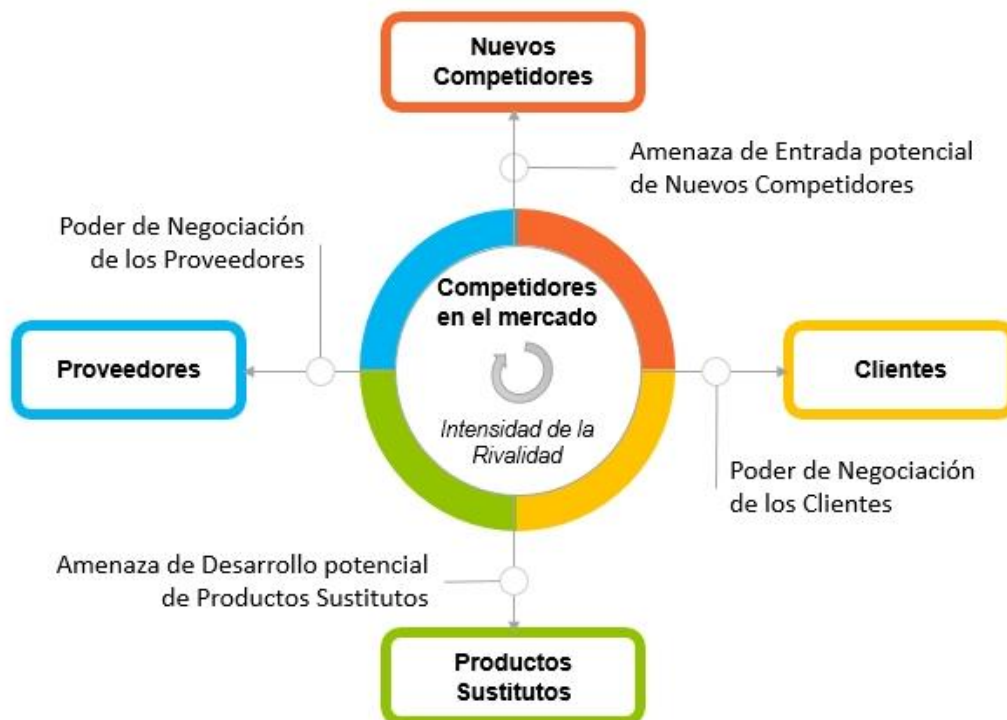 Nuevos
Competidores
Amenaza de Entrada potencial
de Nuevos Competidores
Poder de Negociación
de los Proveedores
Competidores
en el mercado
Proveedores
Clientes
Intensidad de la
Rivalidad
Poder de Negociación
de los Clientes
Amenaza de Desarrollo potencial
de Productos Sustitutos
Productos
Sustitutos